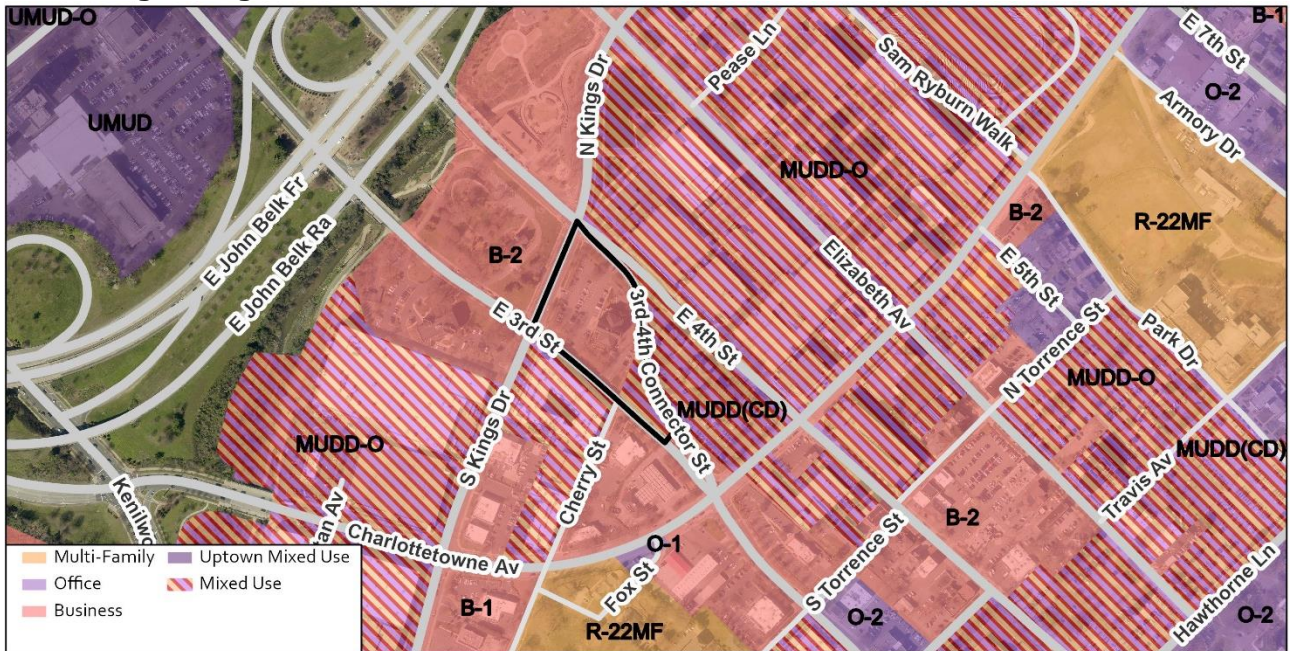 UMUD-O
B-1
E 7th St
O-2
Armory Dr
Pease Ln
Sam Ryburn Walk
N Kings Dr
UMUD
MUDD-O
R-22MF
B-2
E John Belk Fr
E John Belk Ra
B-2
Elizabeth Av
E 5th St
N Torrence St
Park Dr
E 3rd St
3rd-4th Connector St
E 4th St
MUDD-O
MUDD(CD)
MUDD-O
S Kings Dr
Cherry St
MUDD(CD)
Travis Av
Charlottetowne Av
B-2
O-1
S Torrence St
Fox St
B-1
R-22MF
O-2
Hawthorne Ln
O-2
Multi-Family
Uptown Mixed Use
Office
Mixed Use
Business